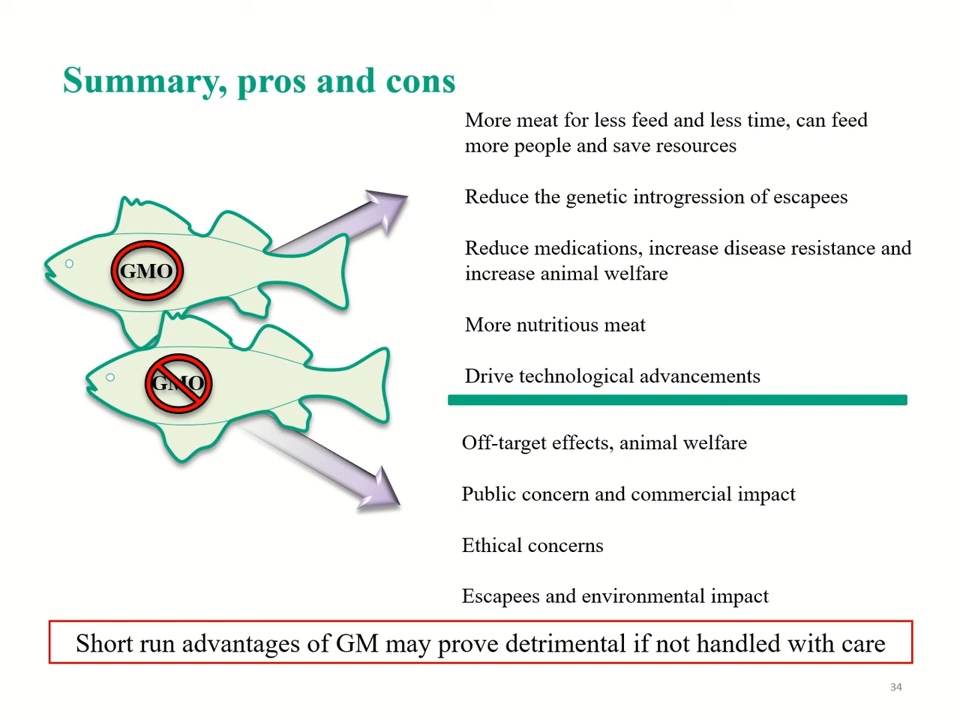 Summary, pros and cons
More meat for less feed and less time, can feed
more people and save resources
Reduce the genetic introgression of escapees
Reduce medications, increase disease resistance and
increase animal welfare
More nutritious meat
Drive technological advancements
GMO
GMO
Off-target effects, animal welfare
Public concern and commercial impact
Ethical concerns
Escapees and environmental impact
Short run advantages of GM may prove detrimental if not handled with care
34